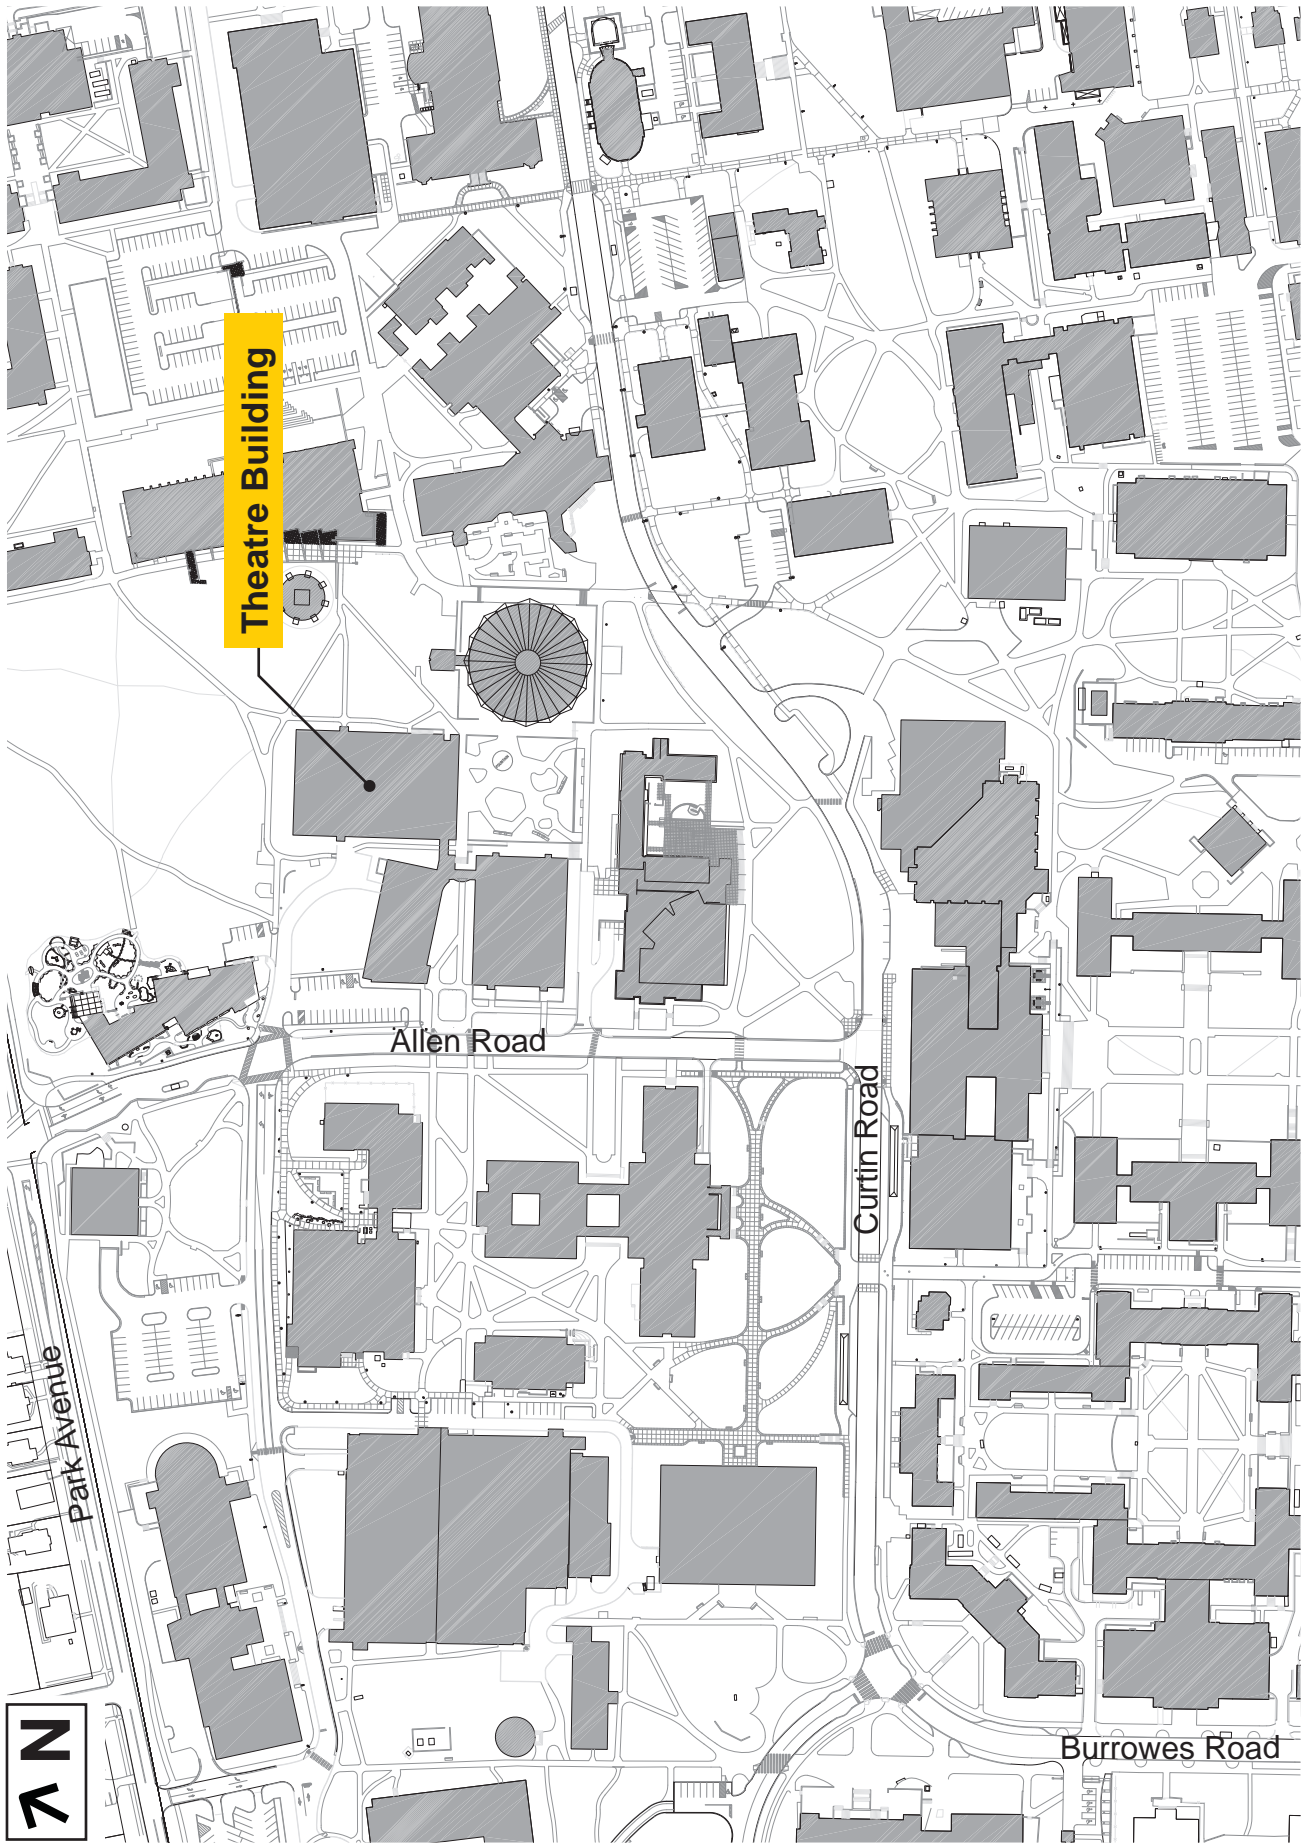 Theatre Building
Allen Road
Curtin Road
Park Avenue
Burrowes Road
N